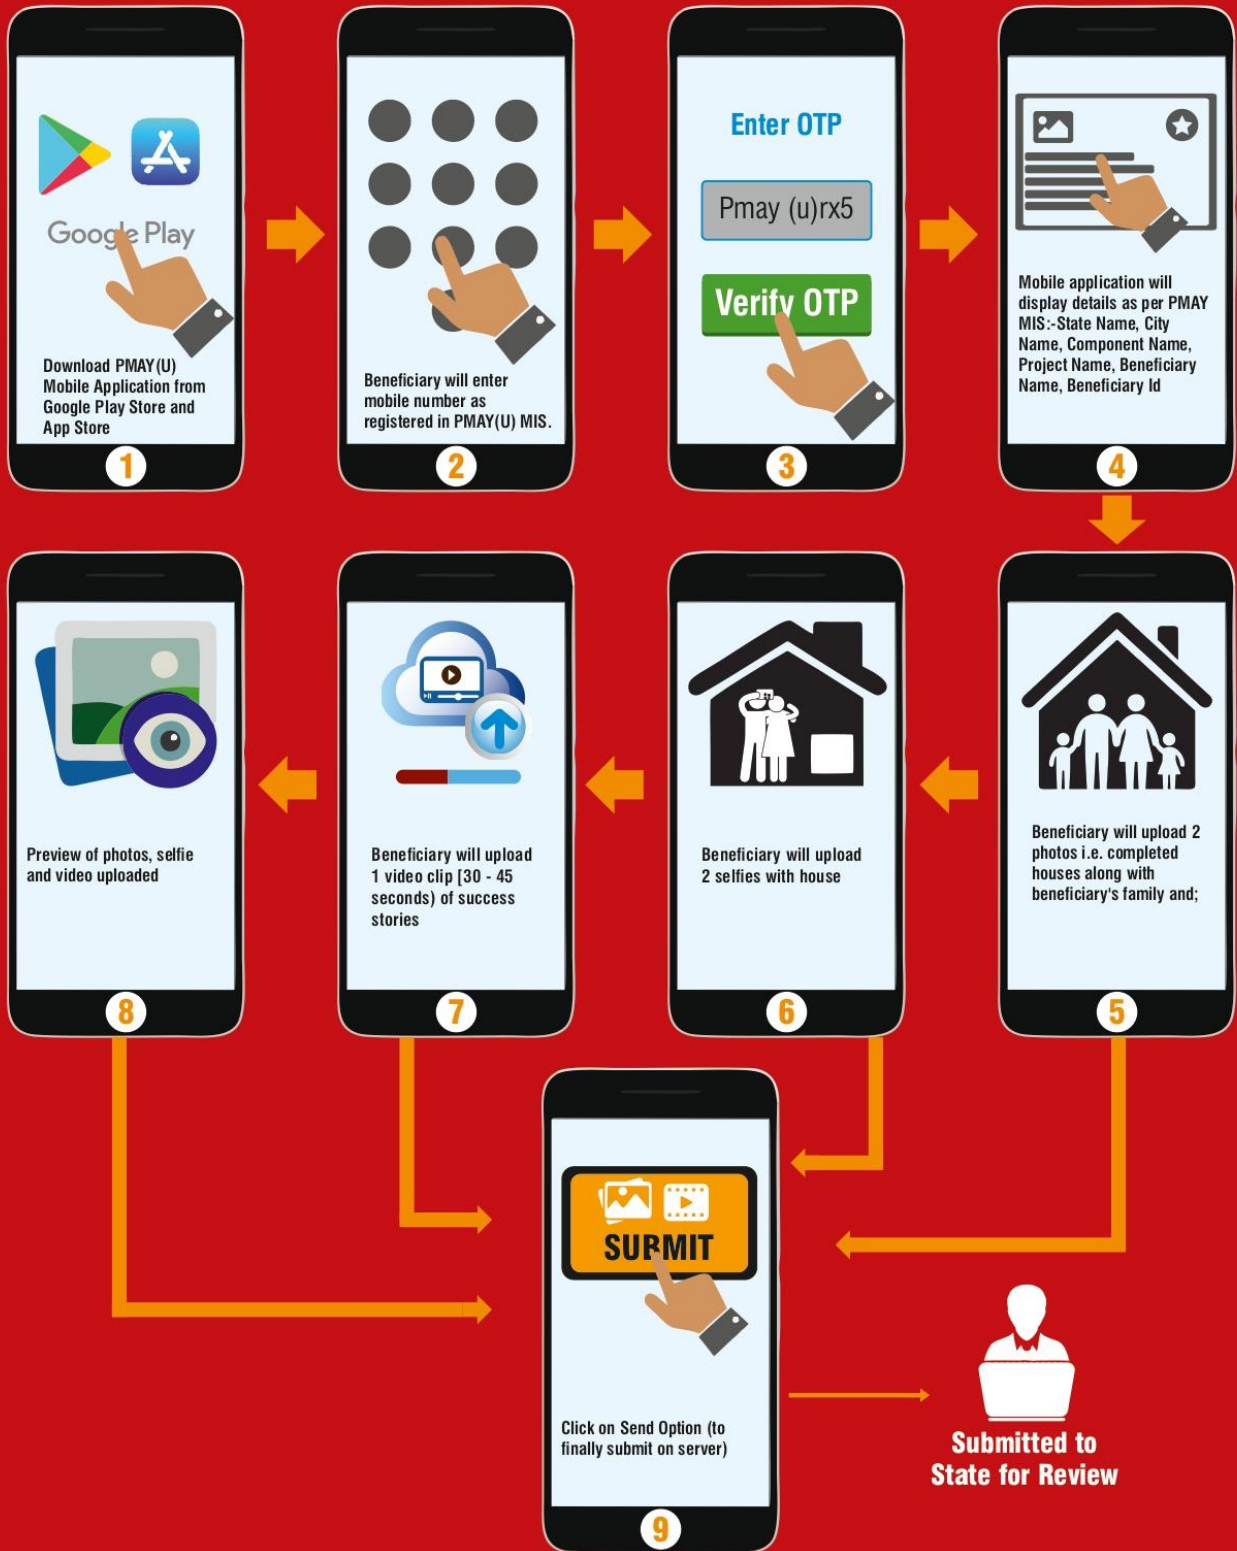 Google Play
Download PMAY(U)
Mobile Application from
Google Play Store and
App Store
1
Beneficiary will enter
mobile number as
registered in PMAY(U) MIS.
2
Enter OTP
Pmay (u)rx5
Verify OTP
3
Mobile application will
display details as per PMAY
MIS:-State Name, City
Name, Component Name,
Project Name, Beneficiary
Name, Beneficiary Id
4
Beneficiary will upload 2
photos i.e. completed
houses along with
beneficiary's family and;
5
Beneficiary will upload
2 selfies with house
6
Beneficiary will upload
1 video clip [30 - 45
seconds) of success
stories
7
Preview of photos, selfie
and video uploaded
8
SUBMIT
Click on Send Option (to
finally submit on server)
9
Submitted to
State for Review